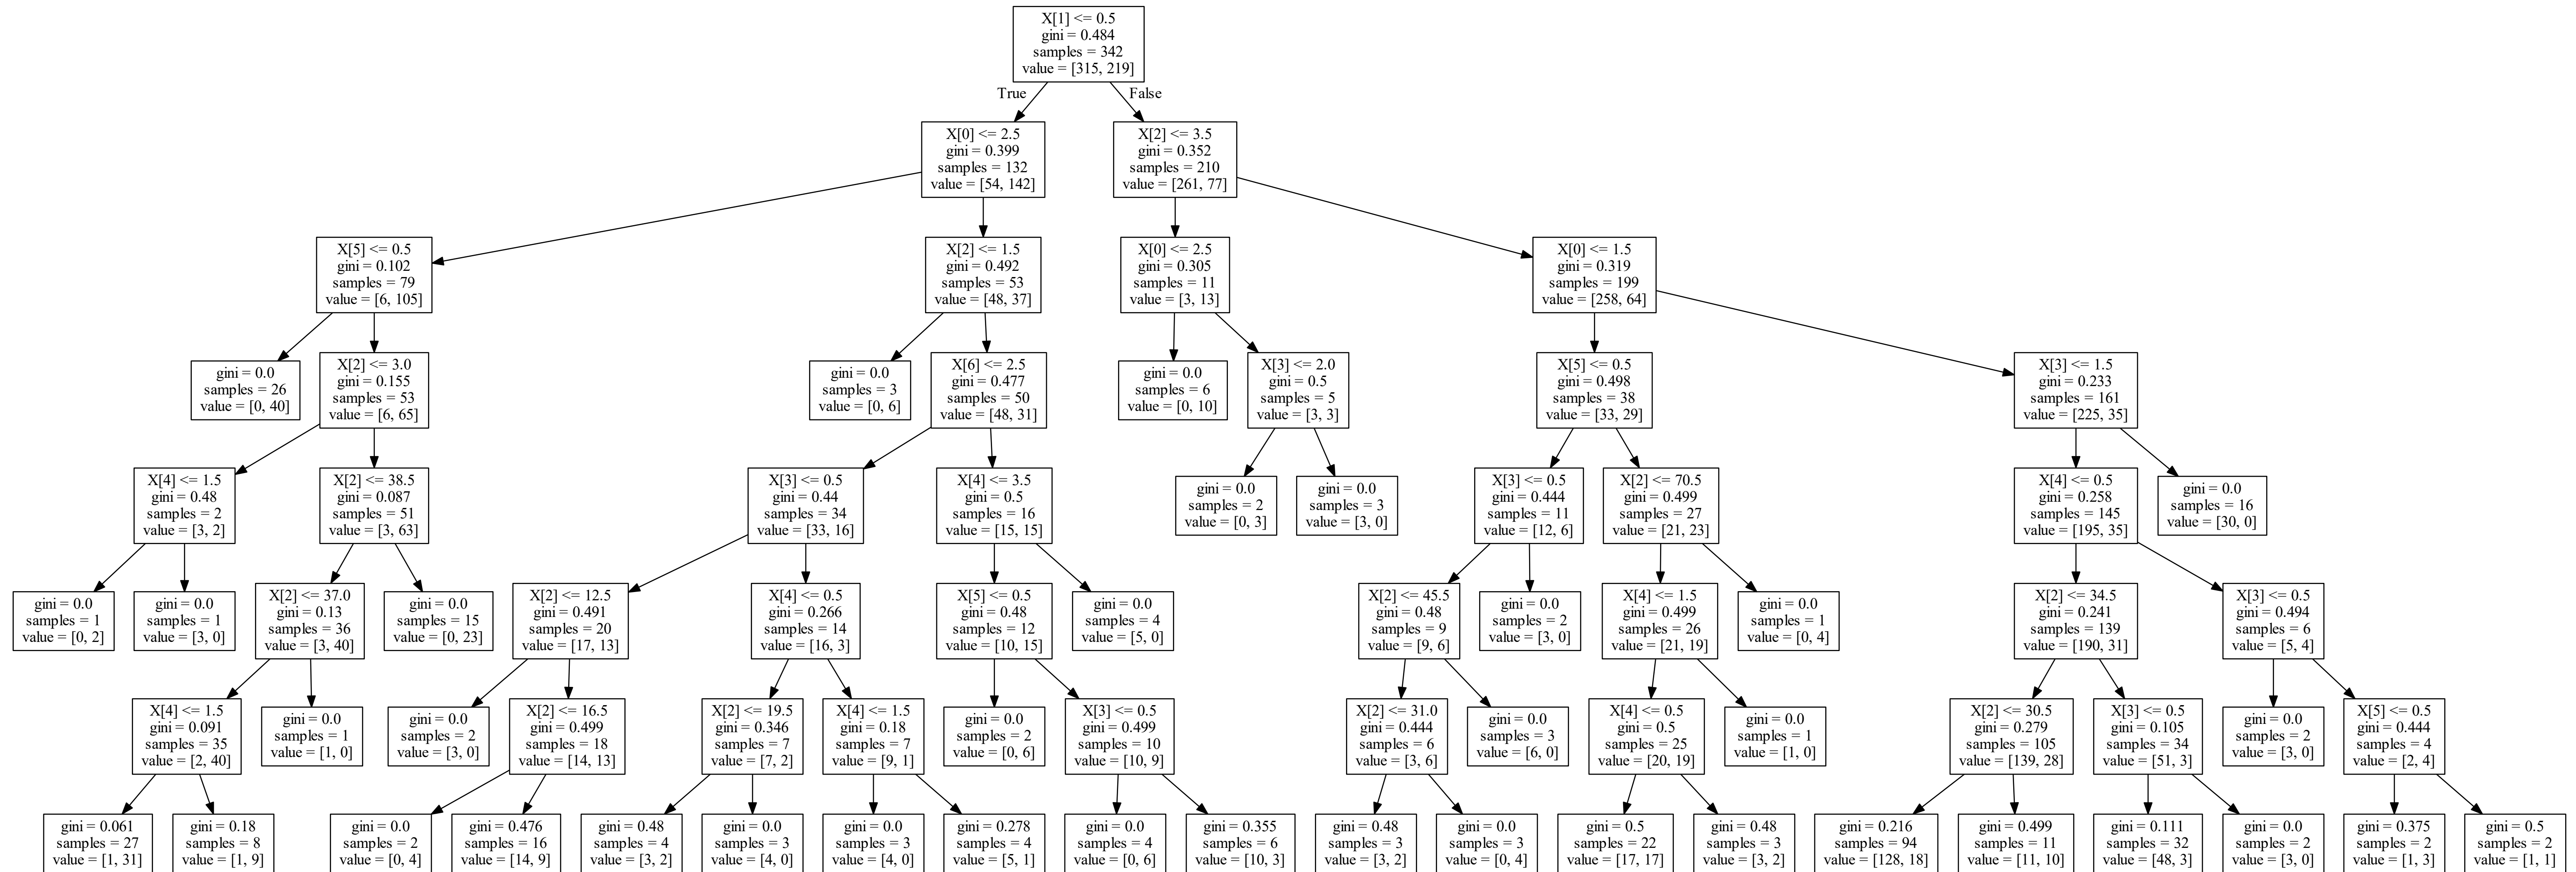 X[1] <= 0.5
gini = 0.484
samples = 342
value = [315, 219]
True
False
X[0] <= 2.5
gini = 0.399
samples = 132
value = [54, 142]
X[2] <= 3.5
gini = 0.352
samples = 210
value = [261, 77]
X[5] <= 0.5
gini = 0.102
samples = 79
value = [6, 105]
X[2] <= 1.5
gini = 0.492
samples = 53
value = [48, 37]
X[0] <= 2.5
gini = 0.305
samples = 11
value = [3, 13]
X[0] <= 1.5
gini = 0.319
samples = 199
value = [258, 64]
gini = 0.0
samples = 26
value = [0, 40]
X[2] <= 3.0
gini = 0.155
samples = 53
value = [6, 65]
gini = 0.0
samples = 3
value = [0, 6]
X[6] <= 2.5
gini = 0.477
samples = 50
value = [48, 31]
gini = 0.0
samples = 6
value = [0, 10]
X[3] <= 2.0
gini = 0.5
samples = 5
value = [3, 3]
X[5] <= 0.5
gini = 0.498
samples = 38
value = [33, 29]
X[3] <= 1.5
gini = 0.233
samples = 161
value = [225, 35]
X[4] <= 1.5
gini = 0.48
samples = 2
value = [3, 2]
X[2] <= 38.5
gini = 0.087
samples = 51
value = [3, 63]
X[3] <= 0.5
gini = 0.44
samples = 34
value = [33, 16]
X[4] <= 3.5
gini = 0.5
samples = 16
value = [15, 15]
gini = 0.0
samples = 2
value = [0, 3]
gini = 0.0
samples = 3
value = [3, 0]
X[3] <= 0.5
gini = 0.444
samples = 11
value = [12, 6]
X[2] <= 70.5
gini = 0.499
samples = 27
value = [21, 23]
X[4] <= 0.5
gini = 0.258
samples = 145
value = [195, 35]
gini = 0.0
samples = 16
value = [30, 0]
gini = 0.0
samples = 1
value = [0, 2]
gini = 0.0
samples = 1
value = [3, 0]
X[2] <= 37.0
gini = 0.13
samples = 36
value = [3, 40]
gini = 0.0
samples = 15
value = [0, 23]
X[2] <= 12.5
gini = 0.491
samples = 20
value = [17, 13]
X[4] <= 0.5
gini = 0.266
samples = 14
value = [16, 3]
X[5] <= 0.5
gini = 0.48
samples = 12
value = [10, 15]
gini = 0.0
samples = 4
value = [5, 0]
X[2] <= 45.5
gini = 0.48
samples = 9
value = [9, 6]
gini = 0.0
samples = 2
value = [3, 0]
X[4] <= 1.5
gini = 0.499
samples = 26
value = [21, 19]
gini = 0.0
samples = 1
value = [0, 4]
X[2] <= 34.5
gini = 0.241
samples = 139
value = [190, 31]
X[3] <= 0.5
gini = 0.494
samples = 6
value = [5, 4]
X[4] <= 1.5
gini = 0.091
samples = 35
value = [2, 40]
gini = 0.0
samples = 1
value = [1, 0]
gini = 0.0
samples = 2
value = [3, 0]
X[2] <= 16.5
gini = 0.499
samples = 18
value = [14, 13]
X[2] <= 19.5
gini = 0.346
samples = 7
value = [7, 2]
X[4] <= 1.5
gini = 0.18
samples = 7
value = [9, 1]
gini = 0.0
samples = 2
value = [0, 6]
X[3] <= 0.5
gini = 0.499
samples = 10
value = [10, 9]
X[2] <= 31.0
gini = 0.444
samples = 6
value = [3, 6]
gini = 0.0
samples = 3
value = [6, 0]
X[4] <= 0.5
gini = 0.5
samples = 25
value = [20, 19]
gini = 0.0
samples = 1
value = [1, 0]
X[2] <= 30.5
gini = 0.279
samples = 105
value = [139, 28]
X[3] <= 0.5
gini = 0.105
samples = 34
value = [51, 3]
gini = 0.0
samples = 2
value = [3, 0]
X[5] <= 0.5
gini = 0.444
samples = 4
value = [2, 4]
gini = 0.061
samples = 27
value = [1, 31]
gini = 0.18
samples = 8
value = [1, 9]
gini = 0.0
samples = 2
value = [0, 4]
gini = 0.476
samples = 16
value = [14, 9]
gini = 0.48
samples = 4
value = [3, 2]
gini = 0.0
samples = 3
value = [4, 0]
gini = 0.0
samples = 3
value = [4, 0]
gini = 0.278
samples = 4
value = [5, 1]
gini = 0.0
samples = 4
value = [0, 6]
gini = 0.355
samples = 6
value = [10, 3]
gini = 0.48
samples = 3
value = [3, 2]
gini = 0.0
samples = 3
value = [0, 4]
gini = 0.5
samples = 22
value = [17, 17]
gini = 0.48
samples = 3
value = [3, 2]
gini = 0.216
samples = 94
value = [128, 18]
gini = 0.499
samples = 11
value = [11, 10]
gini = 0.111
samples = 32
value = [48, 3]
gini = 0.0
samples = 2
value = [3, 0]
gini = 0.375
samples = 2
value = [1, 3]
gini = 0.5
samples = 2
value = [1, 1]